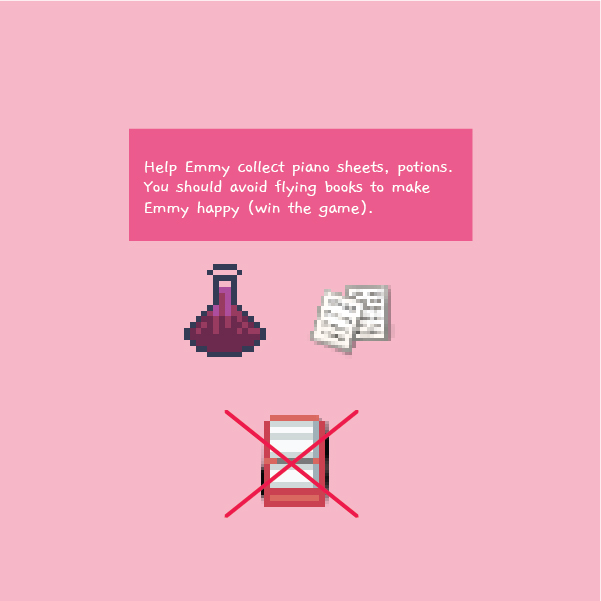 Help Emmy collect piano sheets, potions.
You should avoid flying books to make
Emmy happy (win the game).